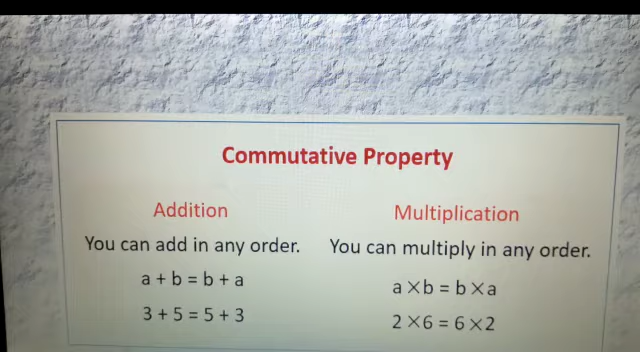 Commutative Property
Addition
You can add in any order.
a + b = b + a
3 + 5 = 5 + 3
Multiplication
You can multiply in any order.
a × b = b × a
2 × 6 = 6 × 2